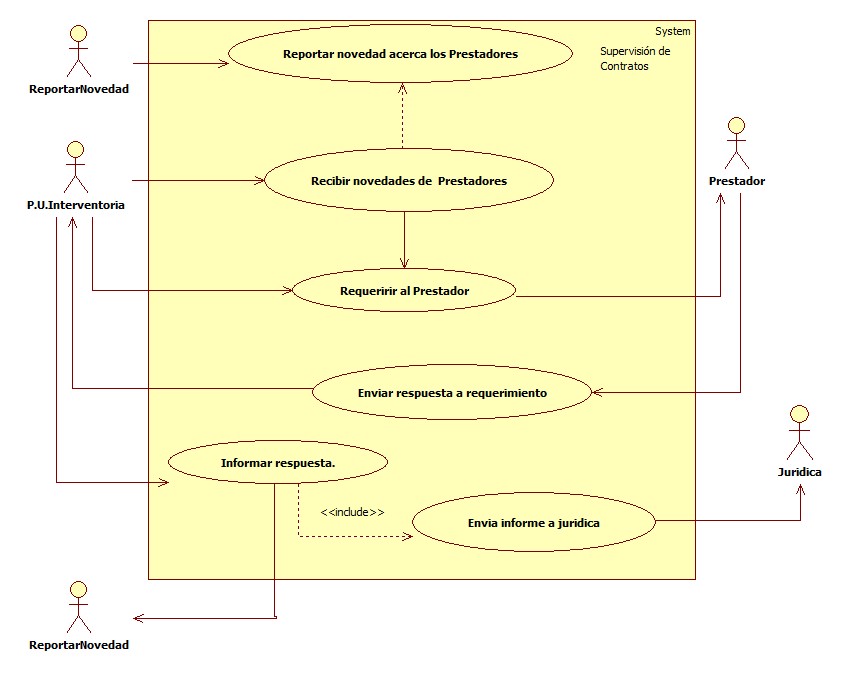 System
Supervisión de
Contratos
Reportar novedad acerca los Prestadores
ReportarNovedad
Recibir novedades de Prestadores
Prestador
P.U.Interventoria
Requeririr al Prestador
Enviar respuesta a requerimiento
Informar respuesta.
Juridica
<<include>>
Envia informe a juridica
ReportarNovedad